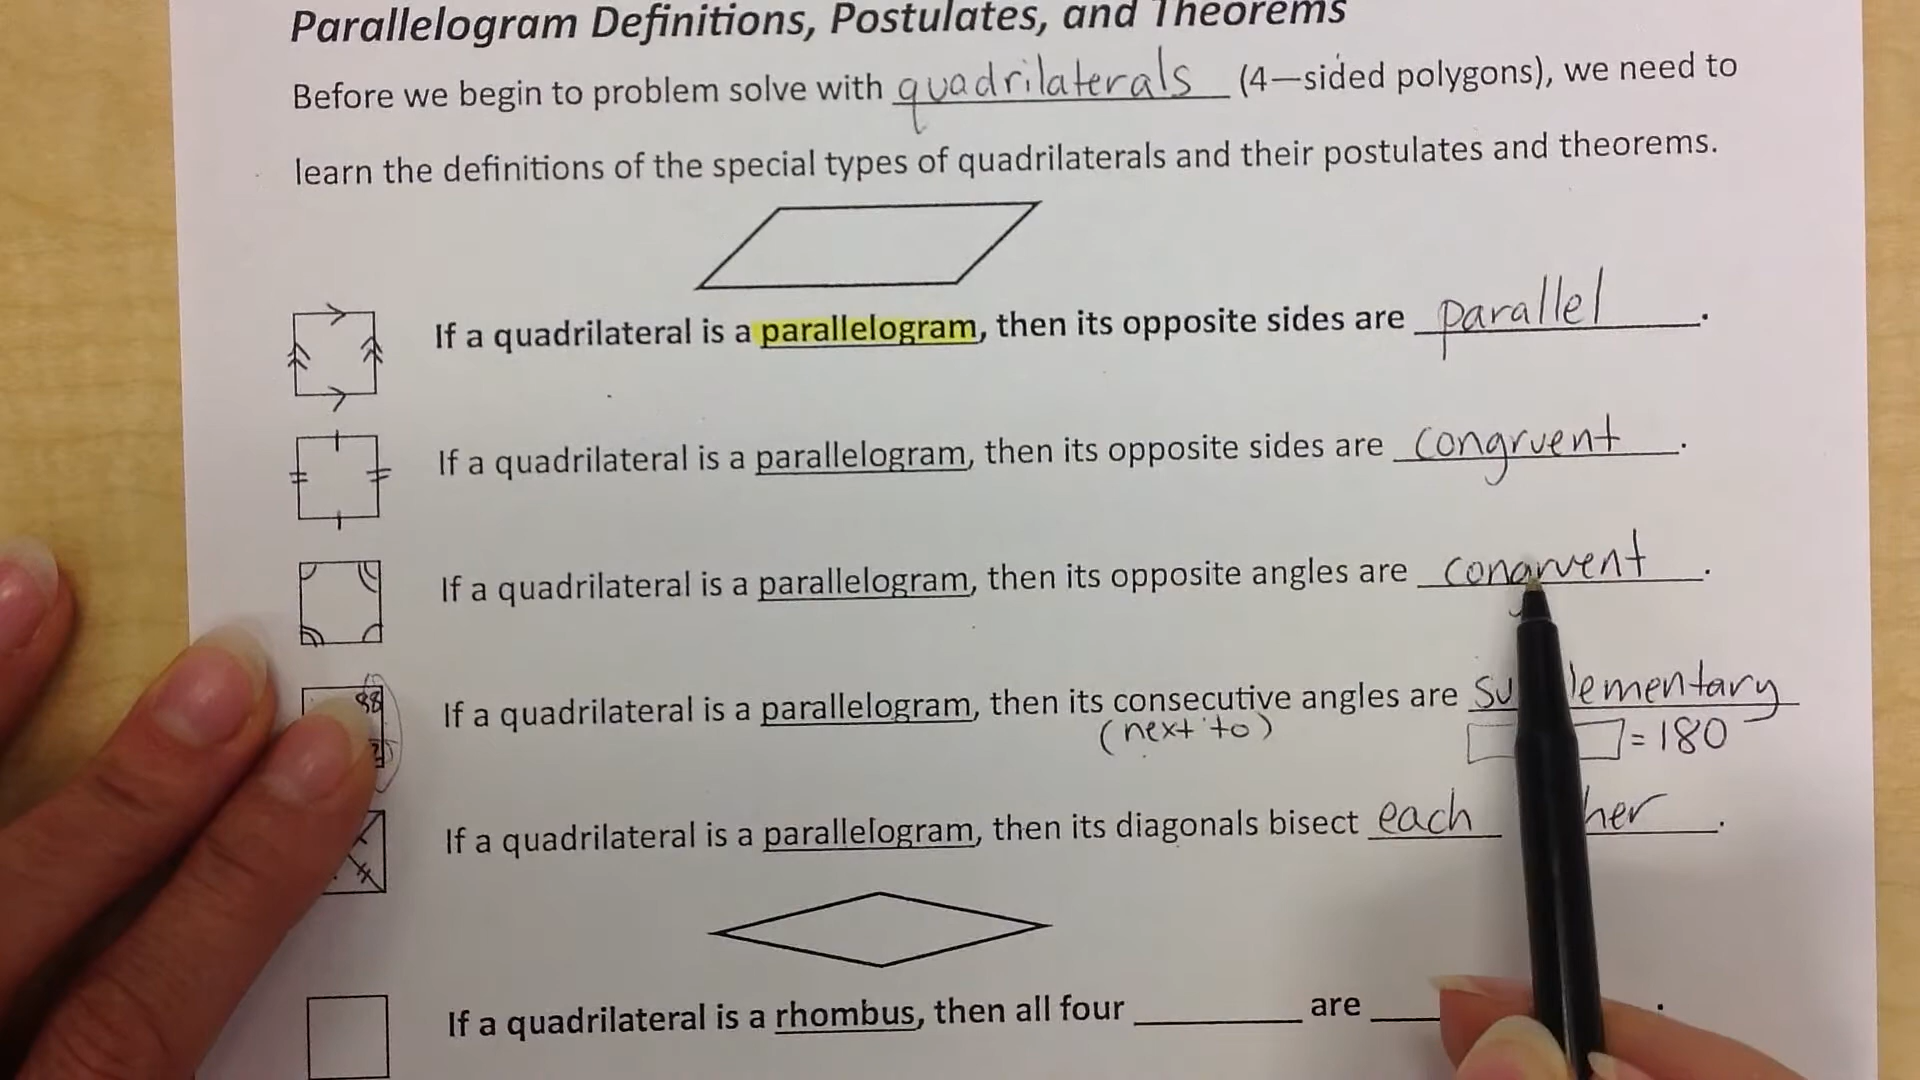 Parallelogram Definitions, Postulates, and Theorems
Before we begin to problem solve with quadrilaterals (4—sided polygons), we need to
learn the definitions of the special types of quadrilaterals and their postulates and theorems.
If a quadrilateral is a parallelogram, then its opposite sides are parallel.
If a quadrilateral is a parallelogram, then its opposite sides are congruent.
If a quadrilateral is a parallelogram, then its opposite angles are congruent.
88
If a quadrilateral is a parallelogram, then its consecutive angles are
(next to) = 180
If a quadrilateral is a parallelogram, then its diagonals bisect each
If a quadrilateral is a rhombus, then all four ________ are